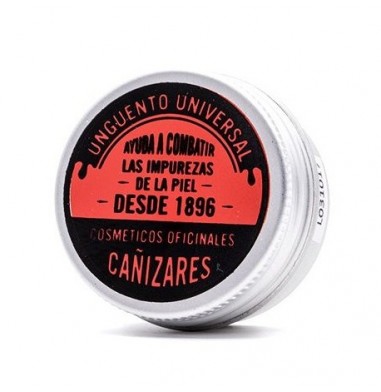 UNGUENTO UNIVERSAL
AYUDA A COMBATIR
LAS IMPUREZAS
DE LA PIEL
DESDE 1896
COSMETICOS OFICINALES
CAÑIZARES